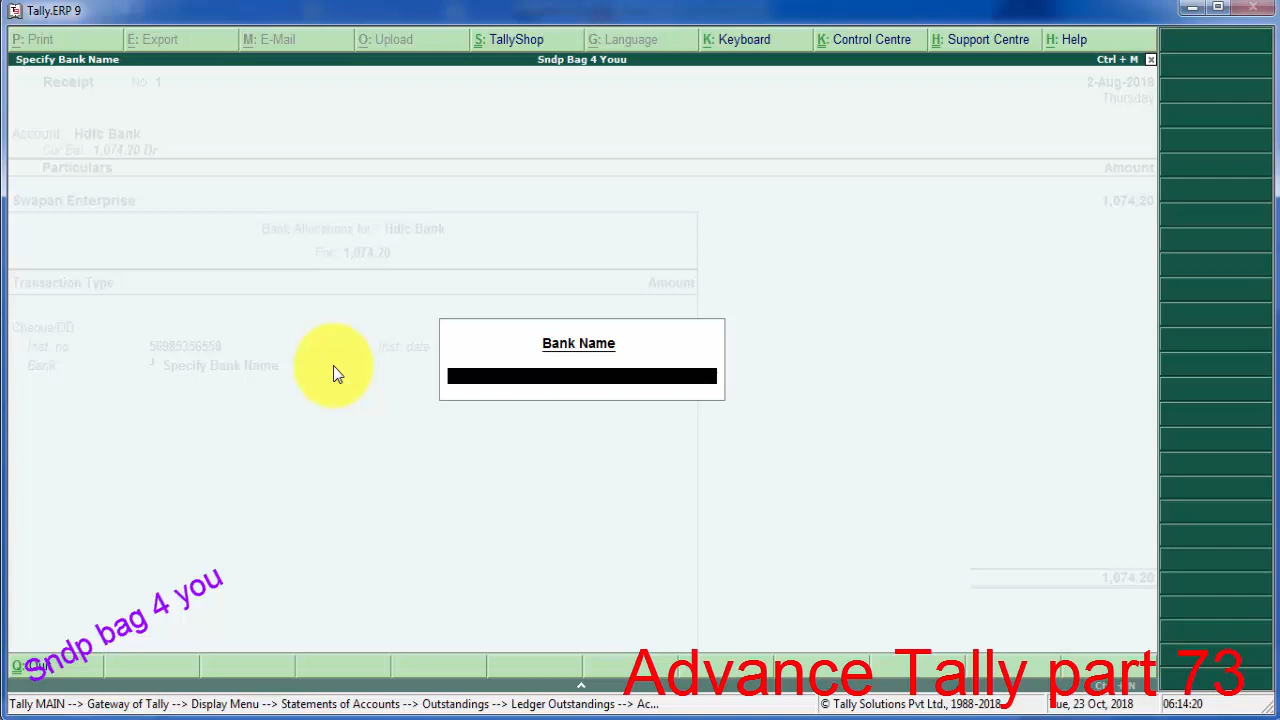 Tally.ERP 9
P: Print E: Export M: E-Mail O: Upload S: TallyShop G: Language K: Keyboard K: Control Centre H: Support Centre H: Help
Specify Bank Name Sndp Bag 4 Youu Ctrl + M
Receipt No. 1 2-Aug-2018
Thursday
Account: Hdfc Bank
Cur Bal: 1,074.20 Dr
Particulars Amount
Swapan Enterprise 1,074.20
Bank Allocations for: Hdfc Bank
For: 1,074.20
Transaction Type Amount
Cheque/DD
Inst. no. 56985356550 Inst. date
Bank: Specify Bank Name
Bank Name
1,074.20
Sndp bag 4 you
Q: Quit
Advance Tally part 73
Ctrl + N
Tally MAIN --> Gateway of Tally --> Display Menu --> Statements of Accounts --> Outstandings --> Ledger Outstandings --> Ac... © Tally Solutions Pvt Ltd., 1988-2018 Tue, 23 Oct, 2018 06:14:20